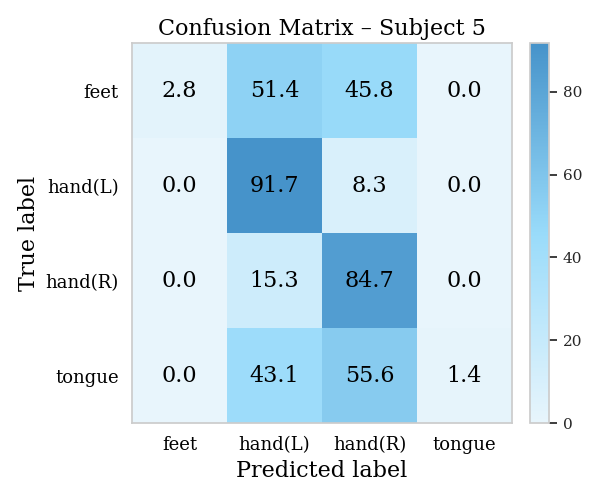 Confusion Matrix – Subject 5
True label
feet 2.8 51.4 45.8 0.0
hand(L) 0.0 91.7 8.3 0.0
hand(R) 0.0 15.3 84.7 0.0
tongue 0.0 43.1 55.6 1.4
feet hand(L) hand(R) tongue
Predicted label
80
60
40
20
0